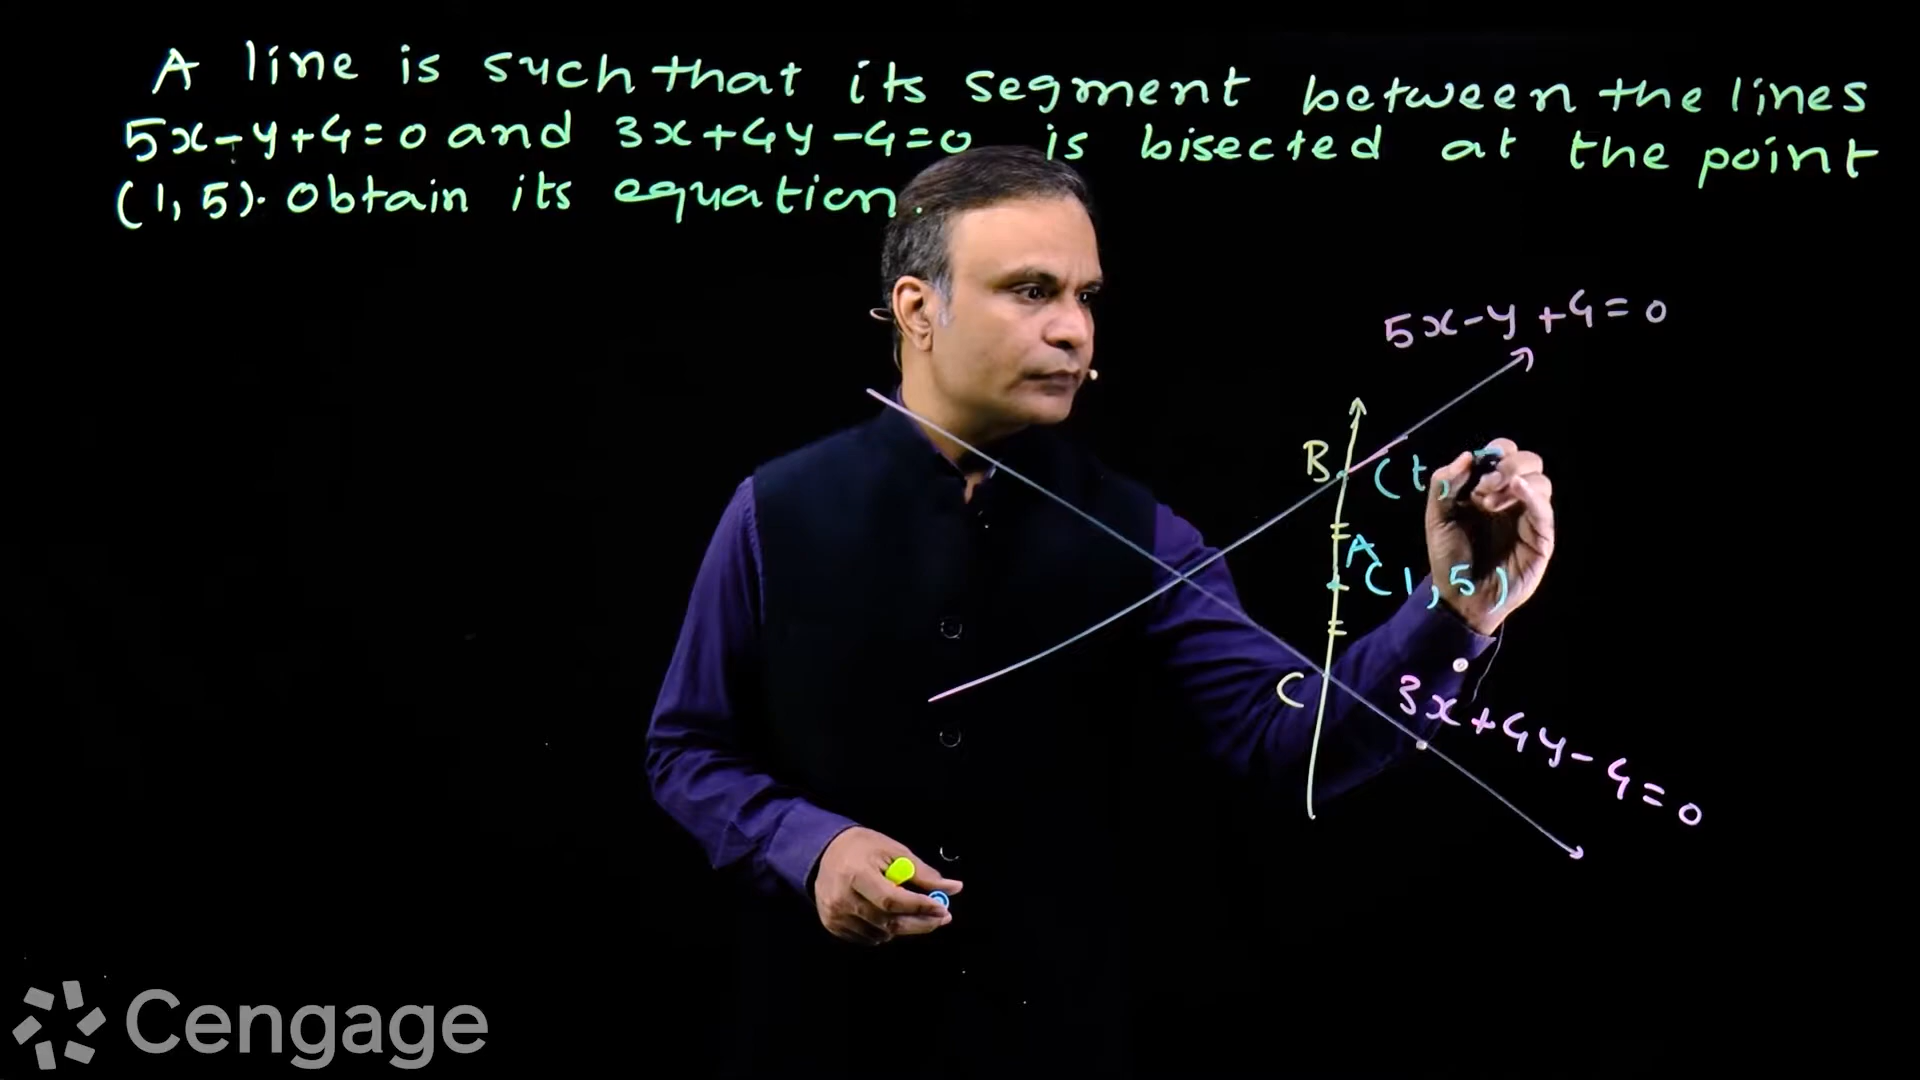 A line is such that its segment between the lines
5x-y+4=0 and 3x+4y-4=0 is bisected at the point
(1,5). Obtain its equation.
5x-y+4=0
B (t,
A
(1,5)
C
3x+4y-4=0
Cengage